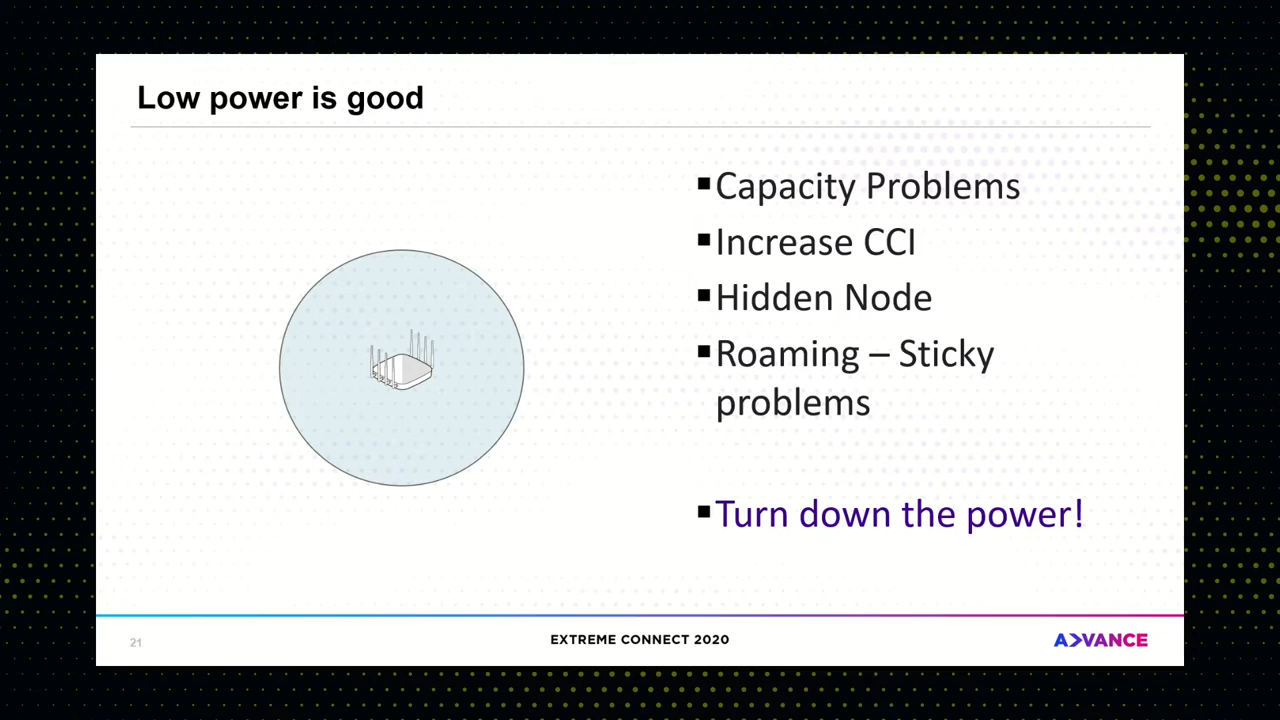 Low power is good
▪Capacity Problems
▪Increase CCI
▪Hidden Node
▪Roaming – Sticky
problems
▪Turn down the power!
21
EXTREME CONNECT 2020
ADVANCE